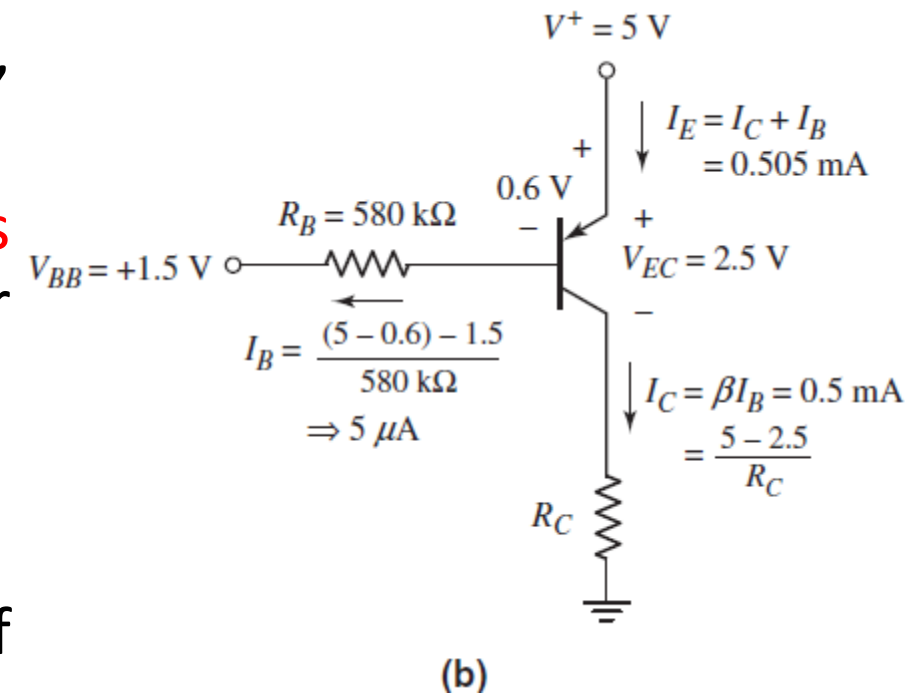 ,
s
r
f
V⁺ = 5 V
I_E = I_C + I_B
= 0.505 mA
+
0.6 V
−
R_B = 580 kΩ
V_BB = +1.5 V
+
V_EC = 2.5 V
−
I_B = (5 – 0.6) – 1.5
580 kΩ
⇒ 5 μA
I_C = βI_B = 0.5 mA
= 5 – 2.5
R_C
R_C
(b)